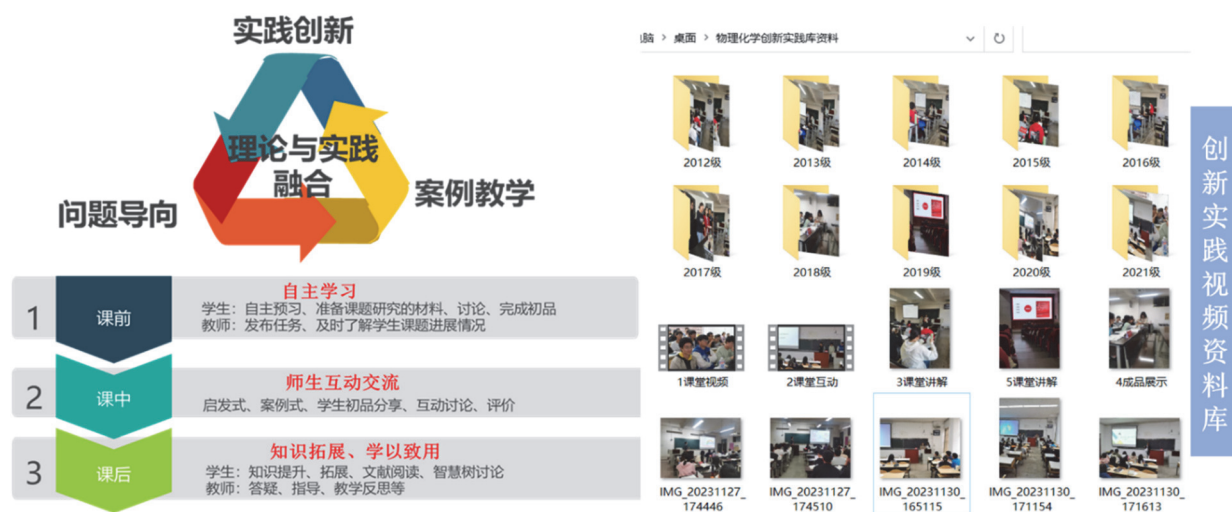 实践创新
理论与实践
融合
问题导向
案例教学
1
课前
自主学习
学生：自主预习、准备课题研究的材料、讨论、完成初品
教师：发布任务、及时了解学生课题进展情况
2
课中
师生互动交流
启发式、案例式、学生初品分享、互动讨论、评价
3
课后
知识拓展、学以致用
学生：知识提升、拓展、文献阅读、智慧树讨论
教师：答疑、指导、教学反思等
脑 > 桌面 > 物理化学创新实践库资料
2012级
2013级
2014级
2015级
2016级
2017级
2018级
2019级
2020级
2021级
1课堂视频
2课堂互动
3课堂讲解
5课堂讲解
4成品展示
IMG_20231127_
174446
IMG_20231127_
174510
IMG_20231130_
165115
IMG_20231130_
171154
IMG_20231130_
171613
创新实践视频资料库